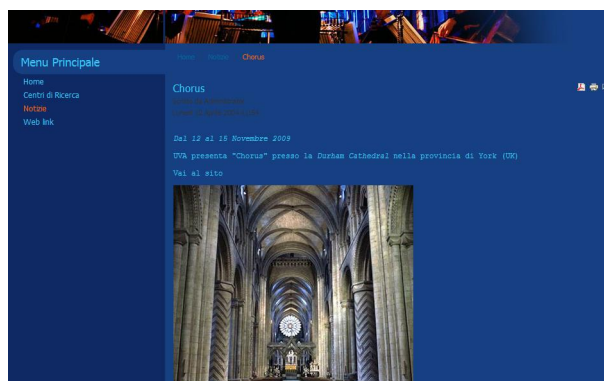 Menu Principale
Home
Centri di Ricerca
Notizie
Web link
Home Notizie Chorus
Chorus
Dal 12 al 15 Novembre 2009
UVA presenta “Chorus” presso la Durham Cathedral nella provincia di York (UK)
Vai al sito